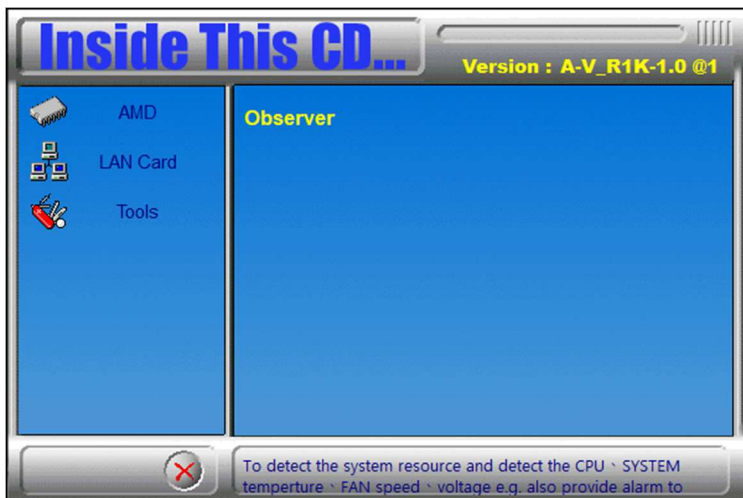 Inside This CD...
Version : A-V_R1K-1.0 @1
AMD
LAN Card
Tools
Observer
To detect the system resource and detect the CPU、SYSTEM
temperture、FAN speed、voltage e.g. also provide alarm to